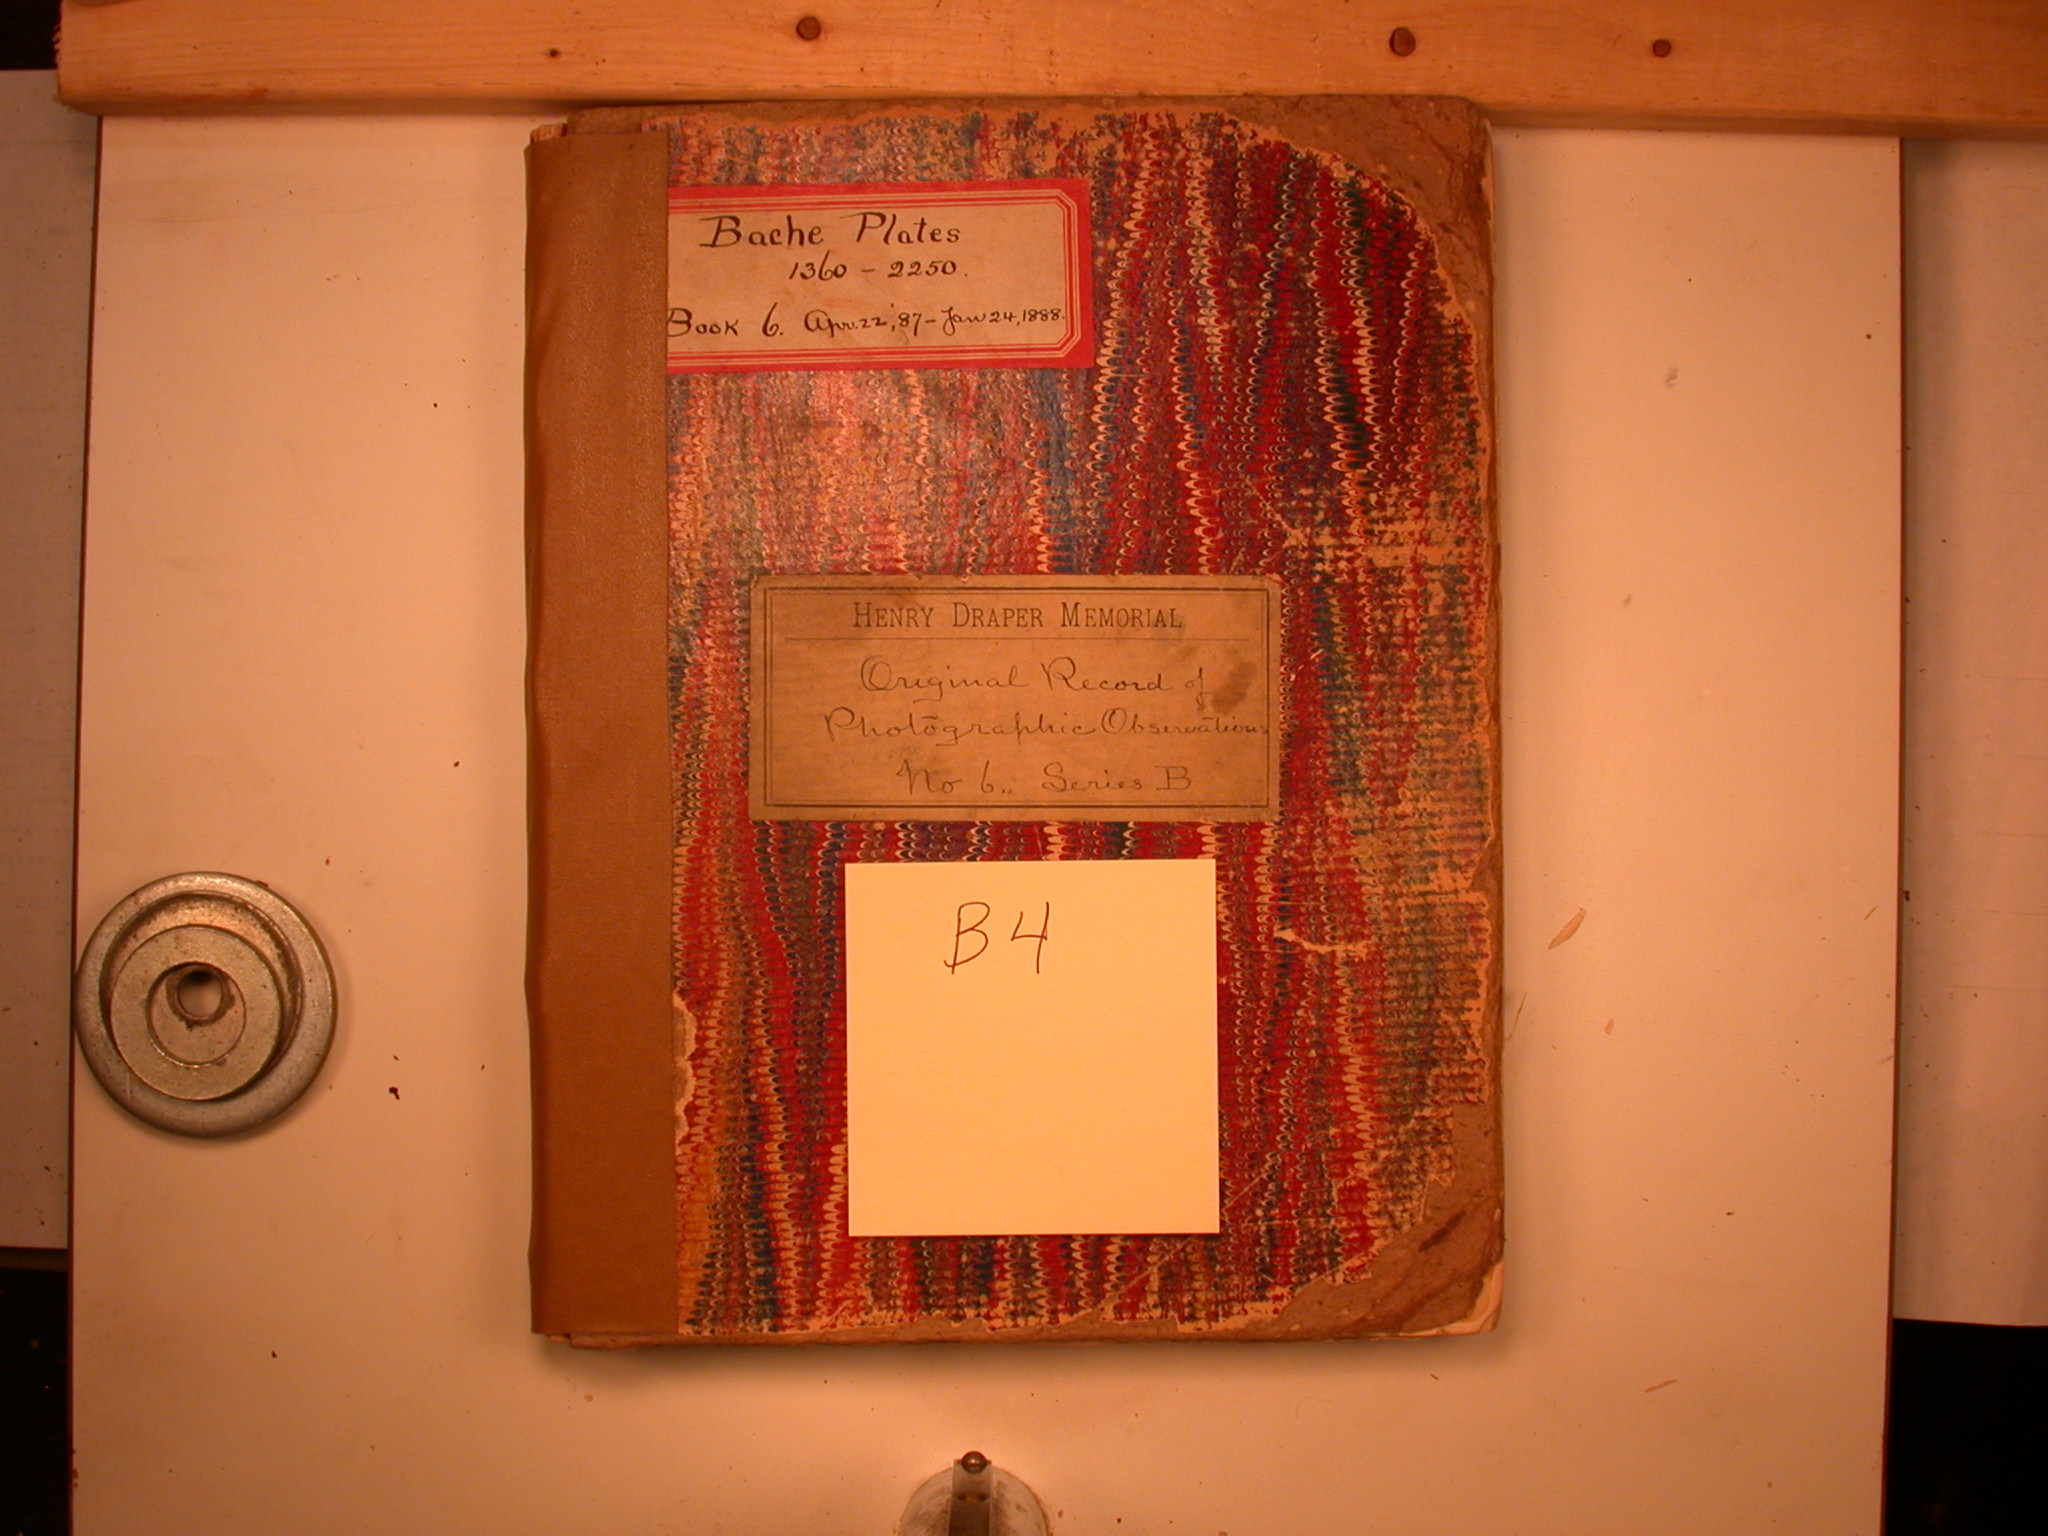 Bache Plates
1360 - 2250.
Book 6. Apr. 22, '87 - Jan 24, 1888.
HENRY DRAPER MEMORIAL
Original Record of
Photographic Observations
No 6., Series B
B4